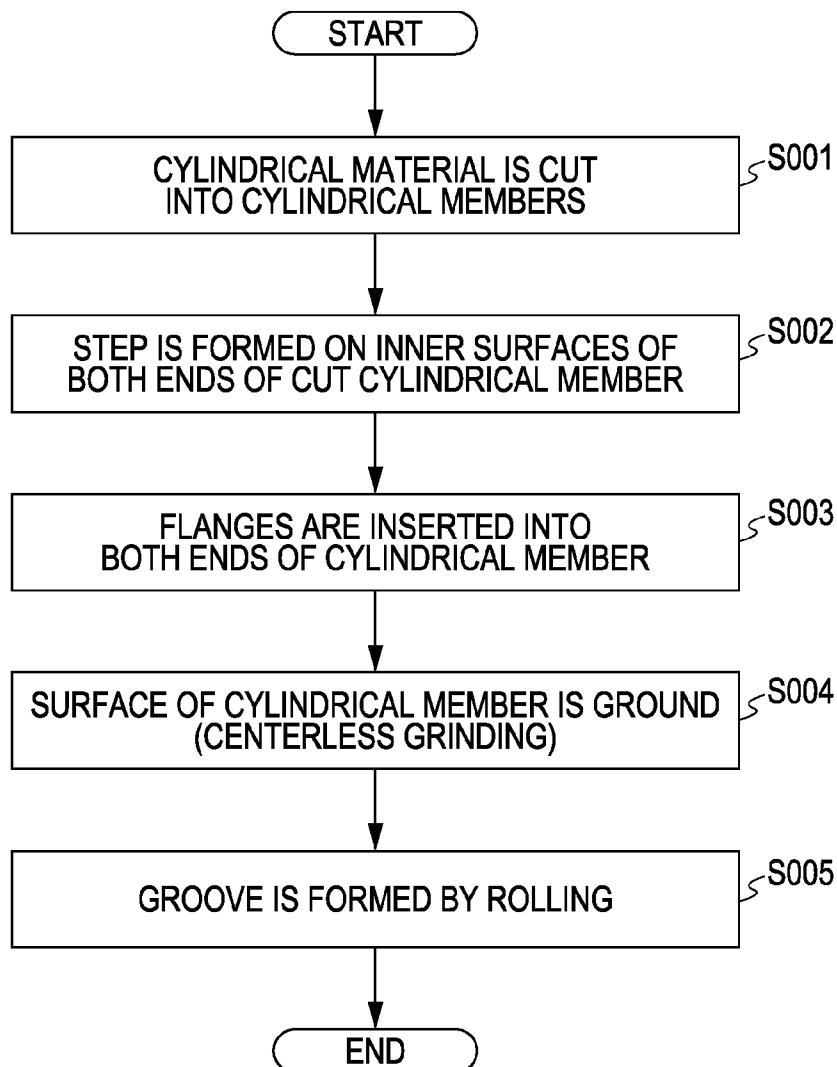 START
CYLINDRICAL MATERIAL IS CUT
INTO CYLINDRICAL MEMBERS
S001
STEP IS FORMED ON INNER SURFACES OF
BOTH ENDS OF CUT CYLINDRICAL MEMBER
S002
FLANGES ARE INSERTED INTO
BOTH ENDS OF CYLINDRICAL MEMBER
S003
SURFACE OF CYLINDRICAL MEMBER IS GROUND
(CENTERLESS GRINDING)
S004
GROOVE IS FORMED BY ROLLING
S005
END